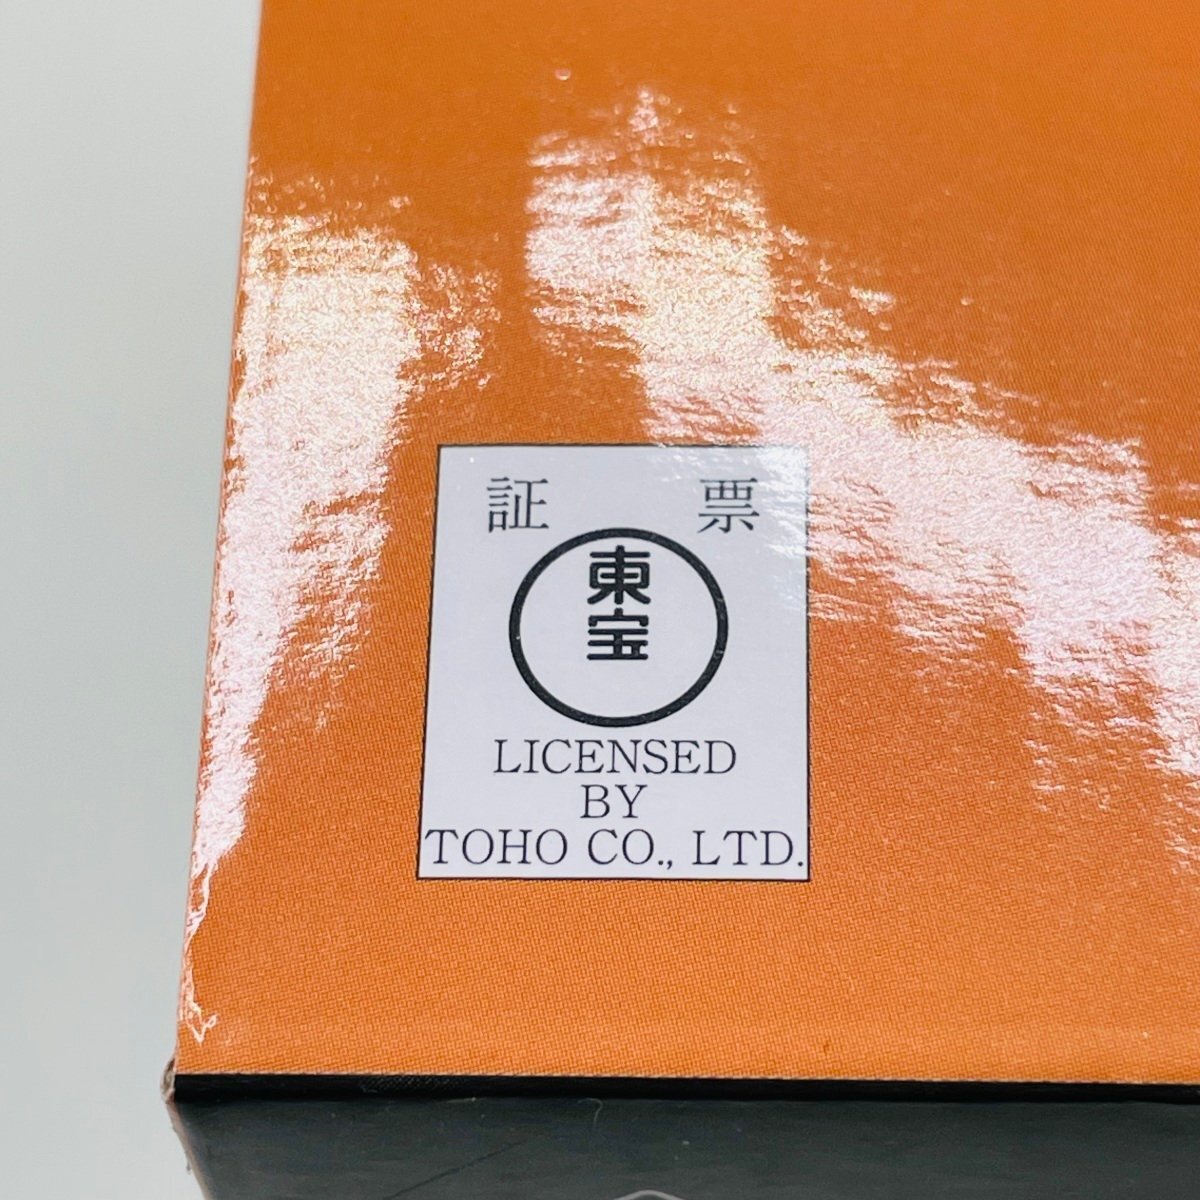 証 票
東宝
LICENSED
BY
TOHO CO., LTD.